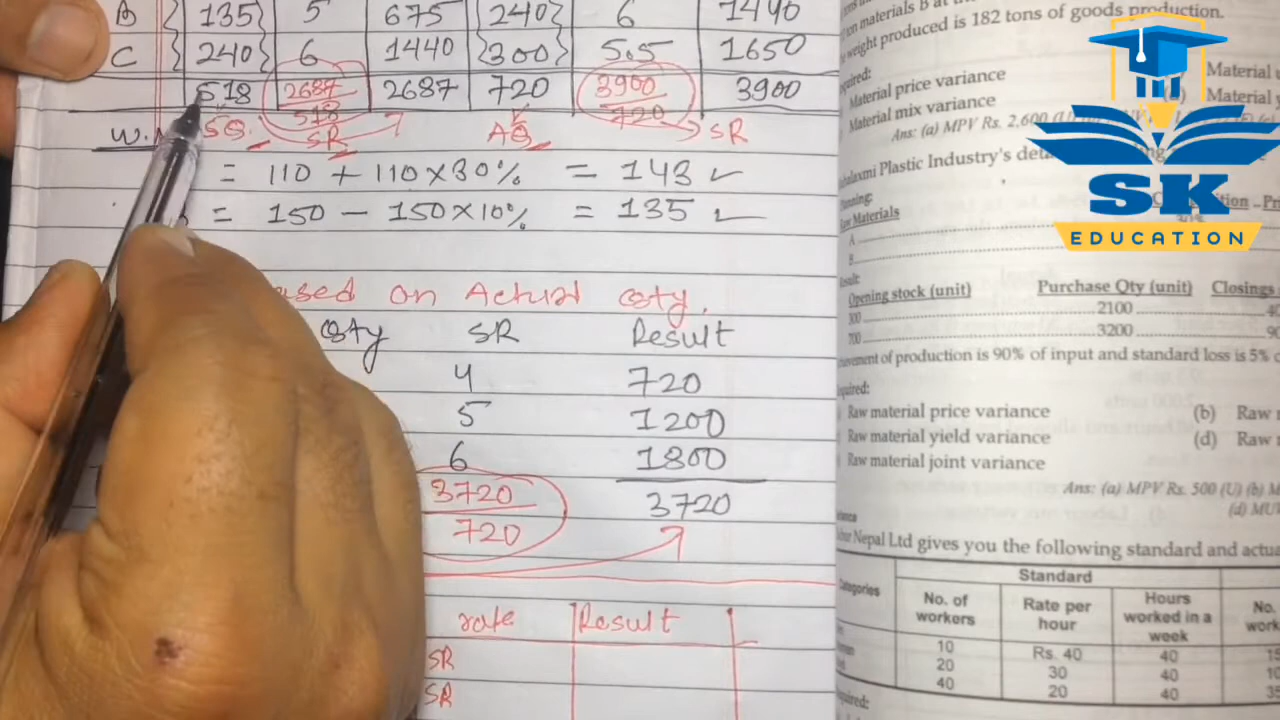 B 135 5 675 240 6 1440
C 240 6 1440 300 5.5 1650
518 2687 2687 720 3900 3900
518 720
SQ. SR AQ SR
= 110 + 110 x 30% = 143 ✓
= 150 - 150 x 10% = 135 ✓
Based on Actual Qty.
Qty SR Result
4 720
5 1200
6 1800
3720 3720
720
rate Result
SR
SR
materials B at
weight produced is 182 tons of goods production.
Material price variance
Material mix variance
Material
Material
Ans: (a) MPV Rs. 2,600 (U)
Plastic Industry's
Raw Materials
A
B
Opening stock (unit) Purchase Qty (unit) Closings
300 2100
700 3200
of production is 90% of input and standard loss is 5%
Raw material price variance (b) Raw
Raw material yield variance (d) Raw
Raw material joint variance
Ans: (a) MPV Rs. 500 (U) (b)
(d)
Nepal Ltd gives you the following standard and
Categories Standard
No. of workers Rate per hour Hours worked in a week No.
10 Rs. 40 40
20 30 40
40 20 40
SK
EDUCATION